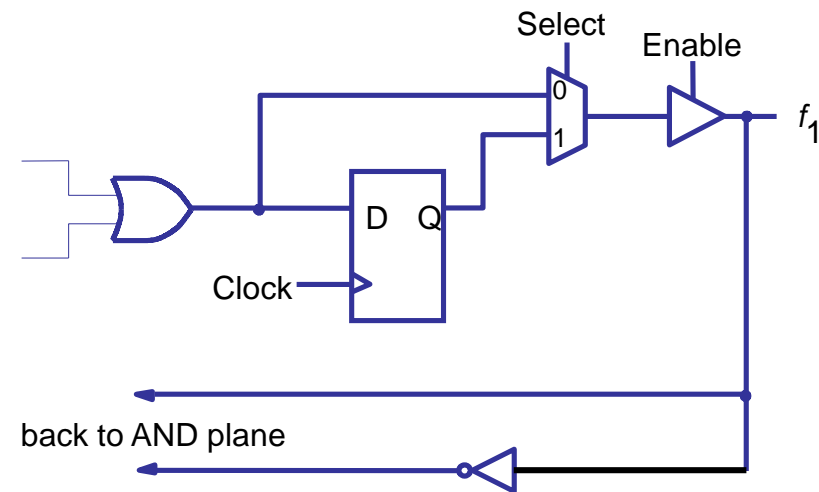 Select
Enable
0
f1
1
D Q
Clock
back to AND plane